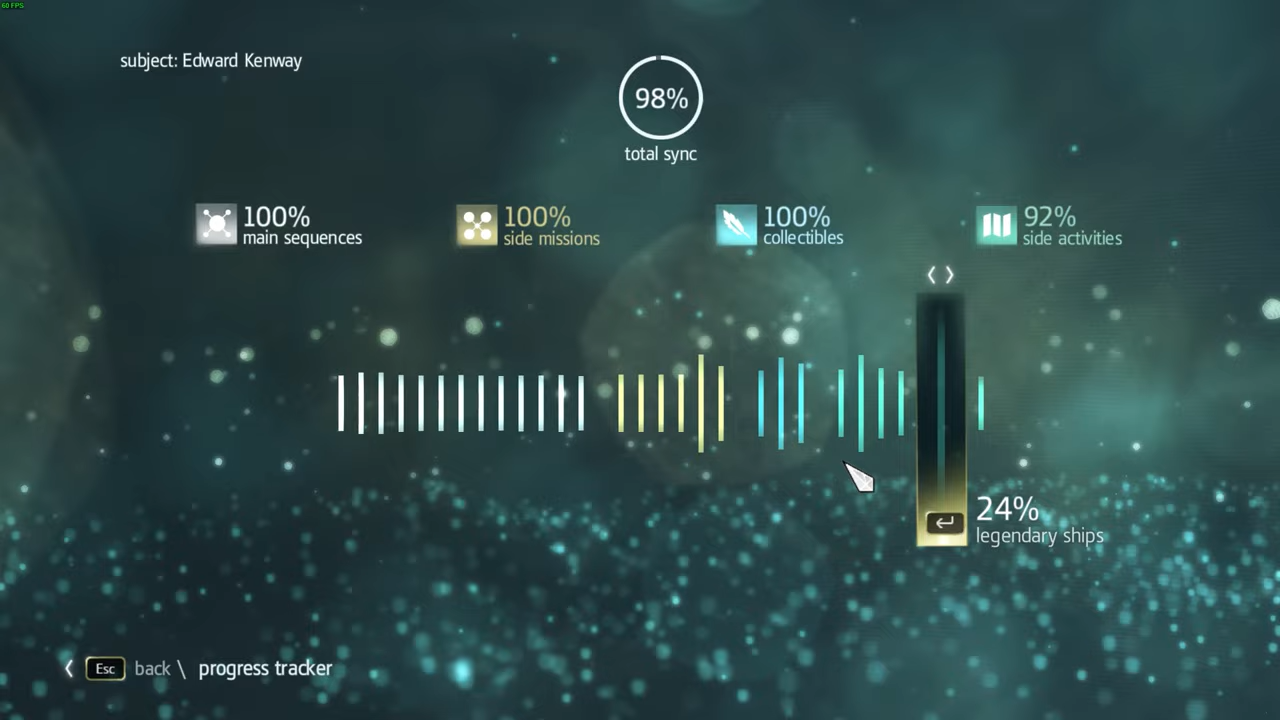 60 FPS
subject: Edward Kenway
98%
total sync
100%
main sequences
100%
side missions
100%
collectibles
92%
side activities
24%
legendary ships
Esc back \ progress tracker